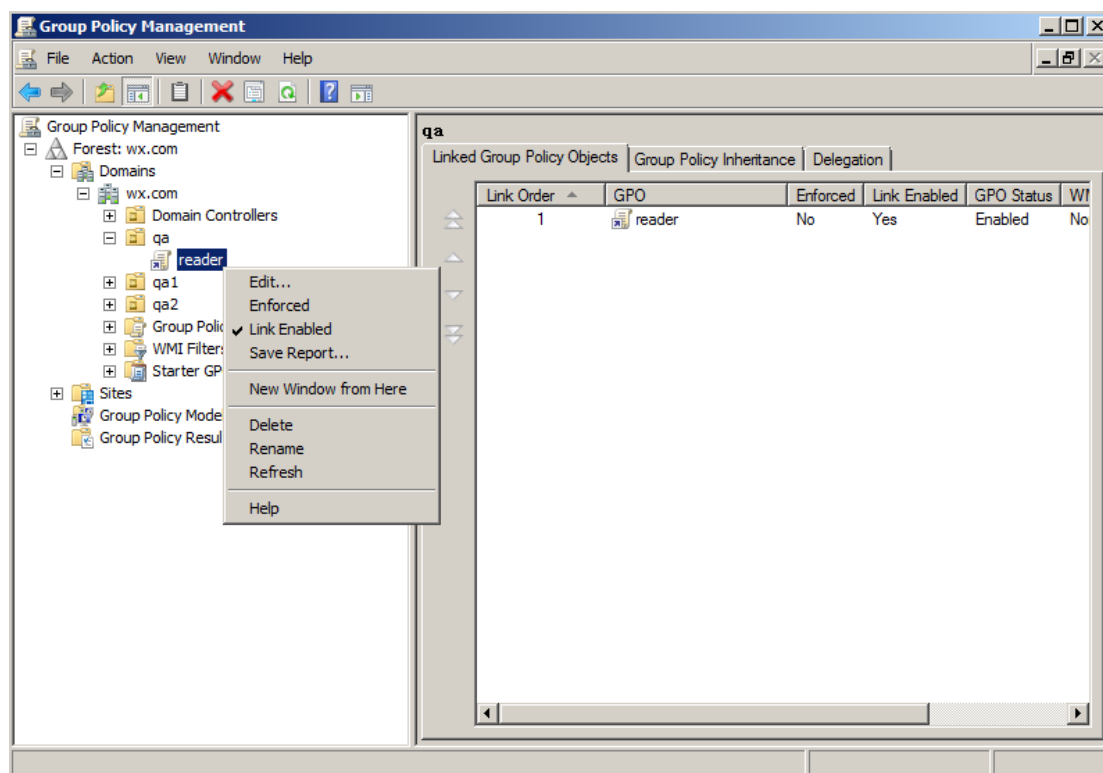 Group Policy Management
File Action View Window Help
Group Policy Management
Forest: wx.com
Domains
wx.com
Domain Controllers
qa
reader
qa1
qa2
Group Polic
WMI Filters
Starter GP
Sites
Group Policy Mode
Group Policy Resul
Edit...
Enforced
Link Enabled
Save Report...
New Window from Here
Delete
Rename
Refresh
Help
qa
Linked Group Policy Objects Group Policy Inheritance Delegation
Link Order GPO Enforced Link Enabled GPO Status WI
1 reader No Yes Enabled No